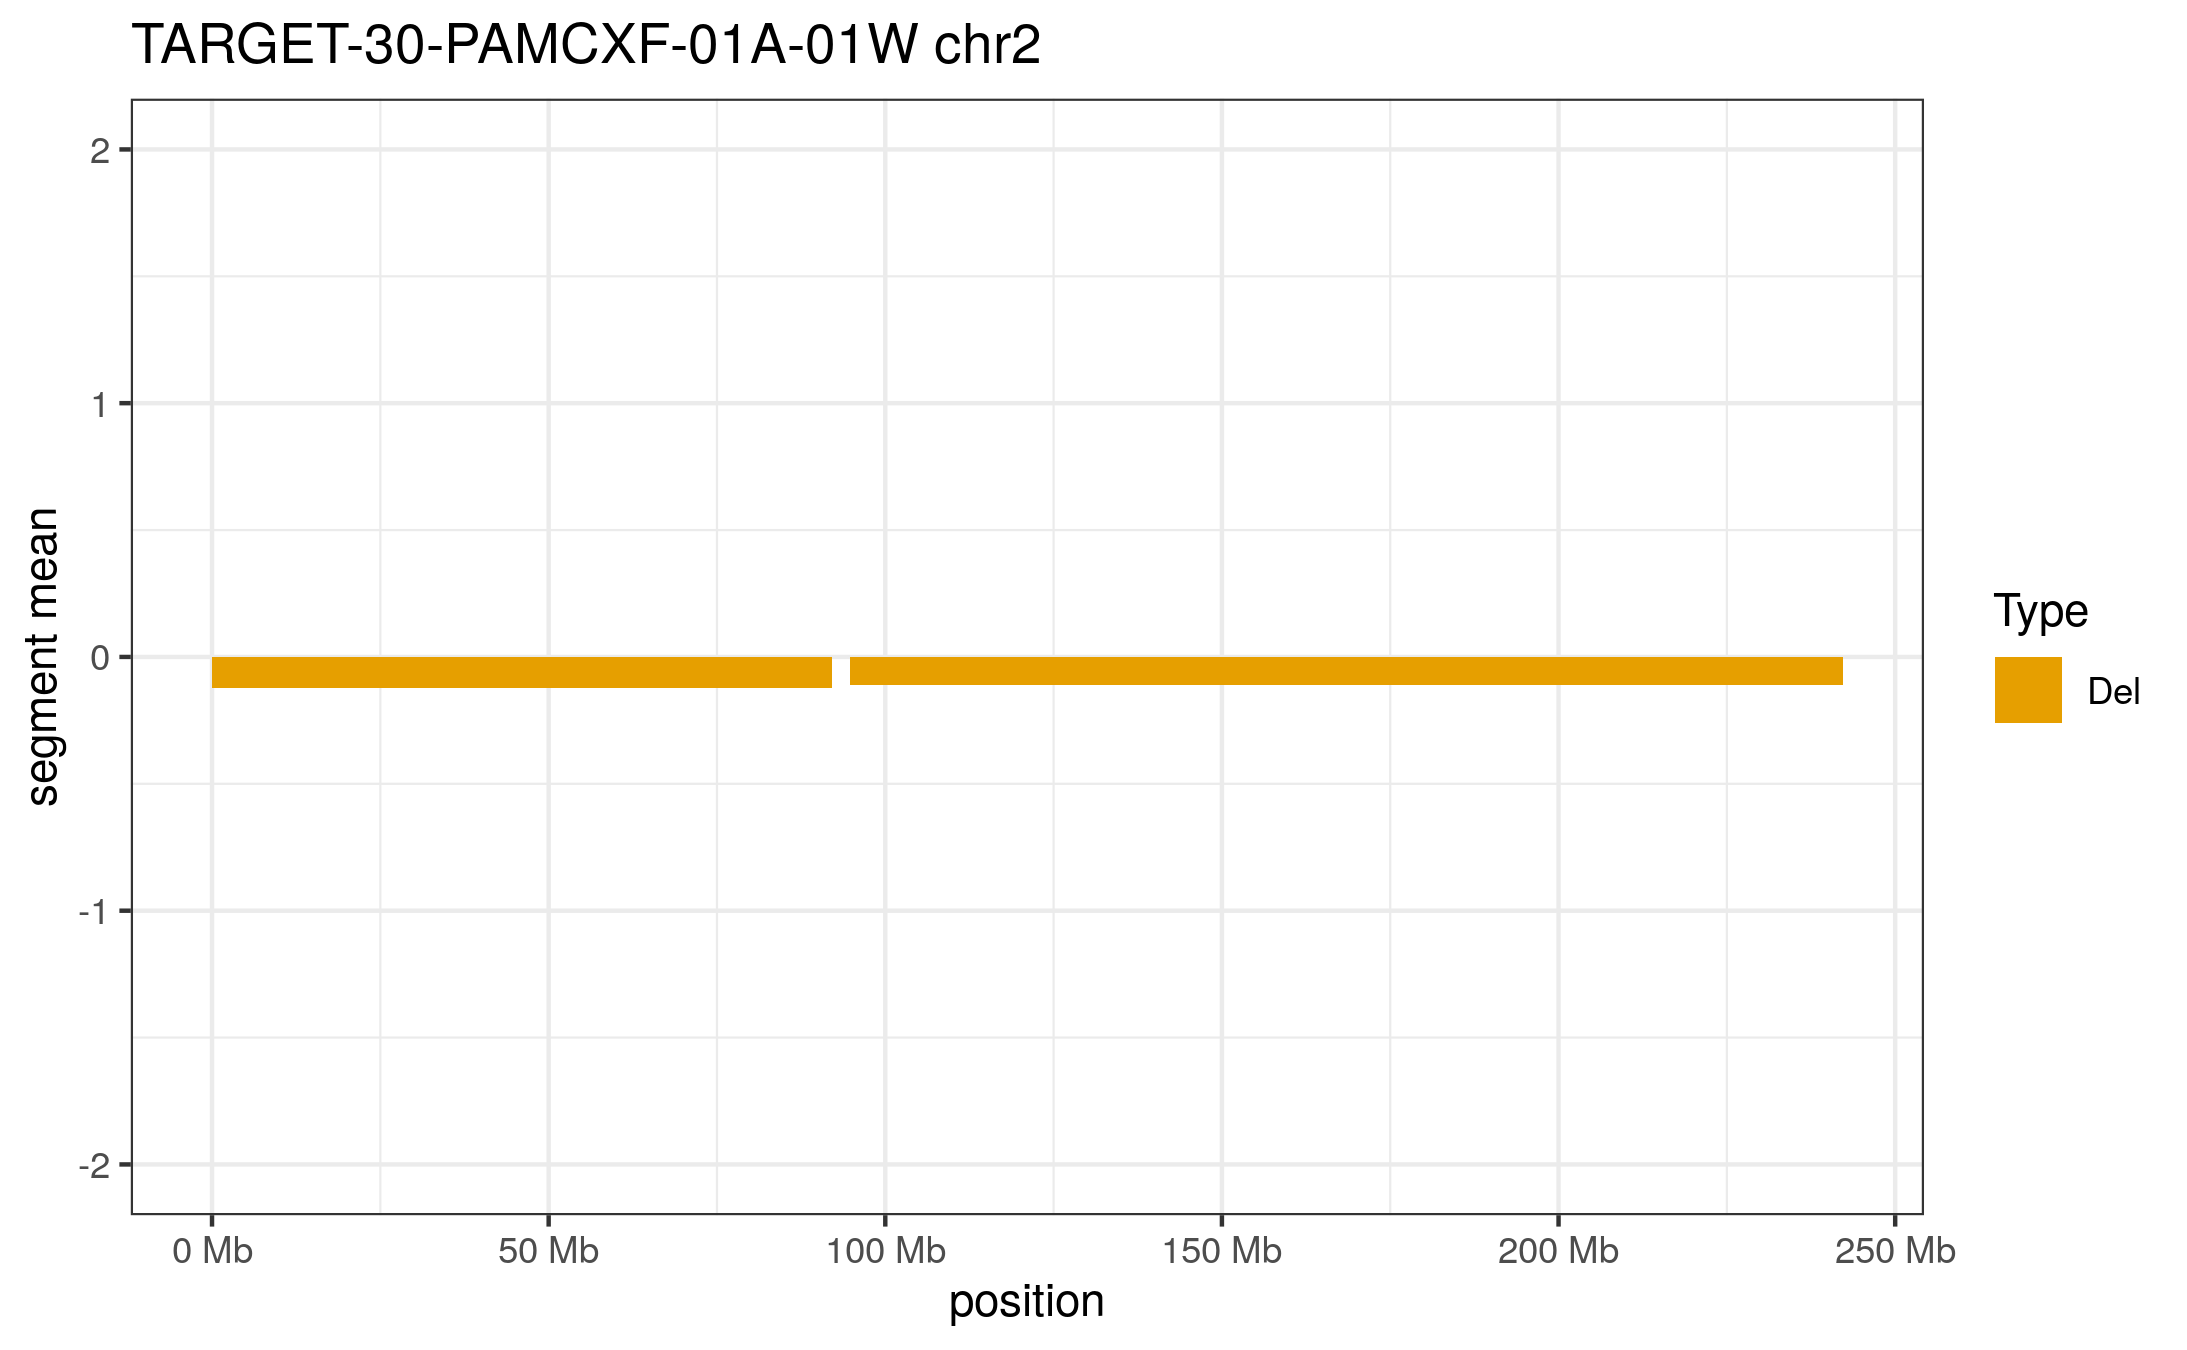 TARGET-30-PAMCXF-01A-01W chr2
2
1
0
-1
-2
segment mean
0 Mb 50 Mb 100 Mb 150 Mb 200 Mb 250 Mb
position
Type
Del